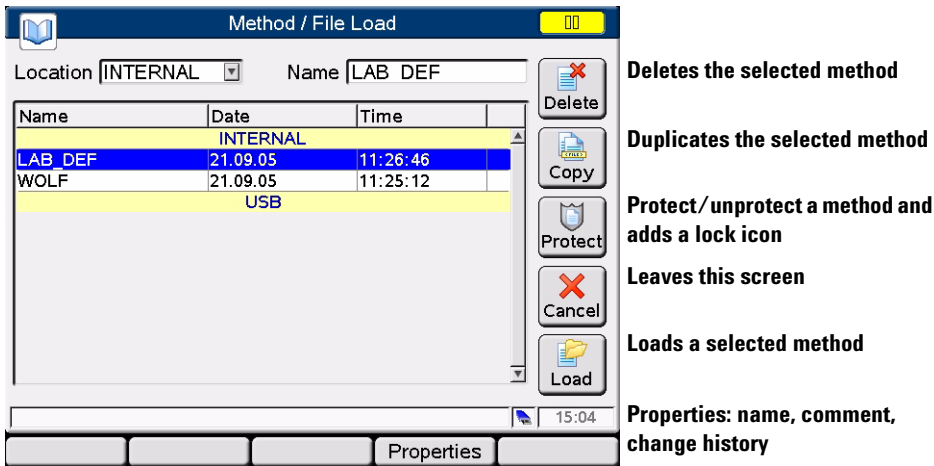 Method / File Load
Location INTERNAL Name LAB DEF
Delete
Deletes the selected method
Name Date Time
INTERNAL
LAB_DEF 21.09.05 11:26:46
WOLF 21.09.05 11:25:12
USB
Copy
Duplicates the selected method
Protect
Protect/unprotect a method and
adds a lock icon
Cancel
Leaves this screen
Load
Loads a selected method
15:04
Properties
Properties: name, comment,
change history